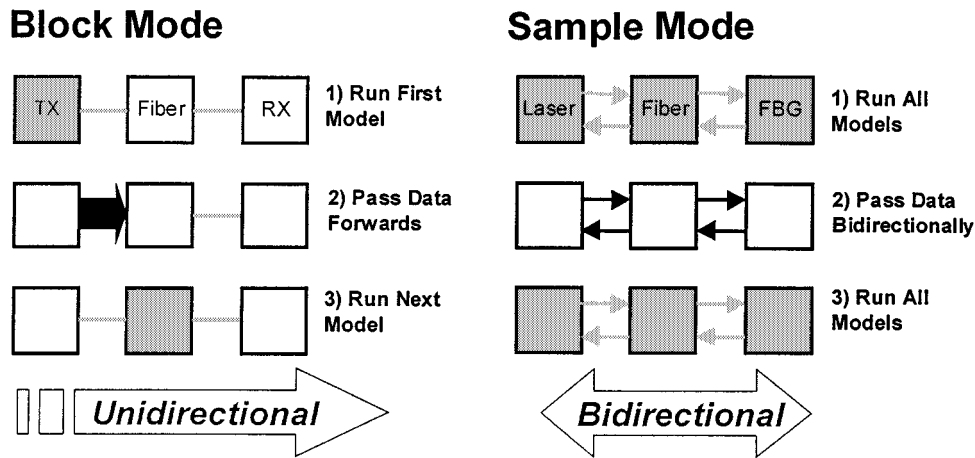 Block Mode
TX
Fiber
RX
1) Run First
Model
2) Pass Data
Forwards
3) Run Next
Model
Unidirectional
Sample Mode
Laser
Fiber
FBG
1) Run All
Models
2) Pass Data
Bidirectionally
3) Run All
Models
Bidirectional